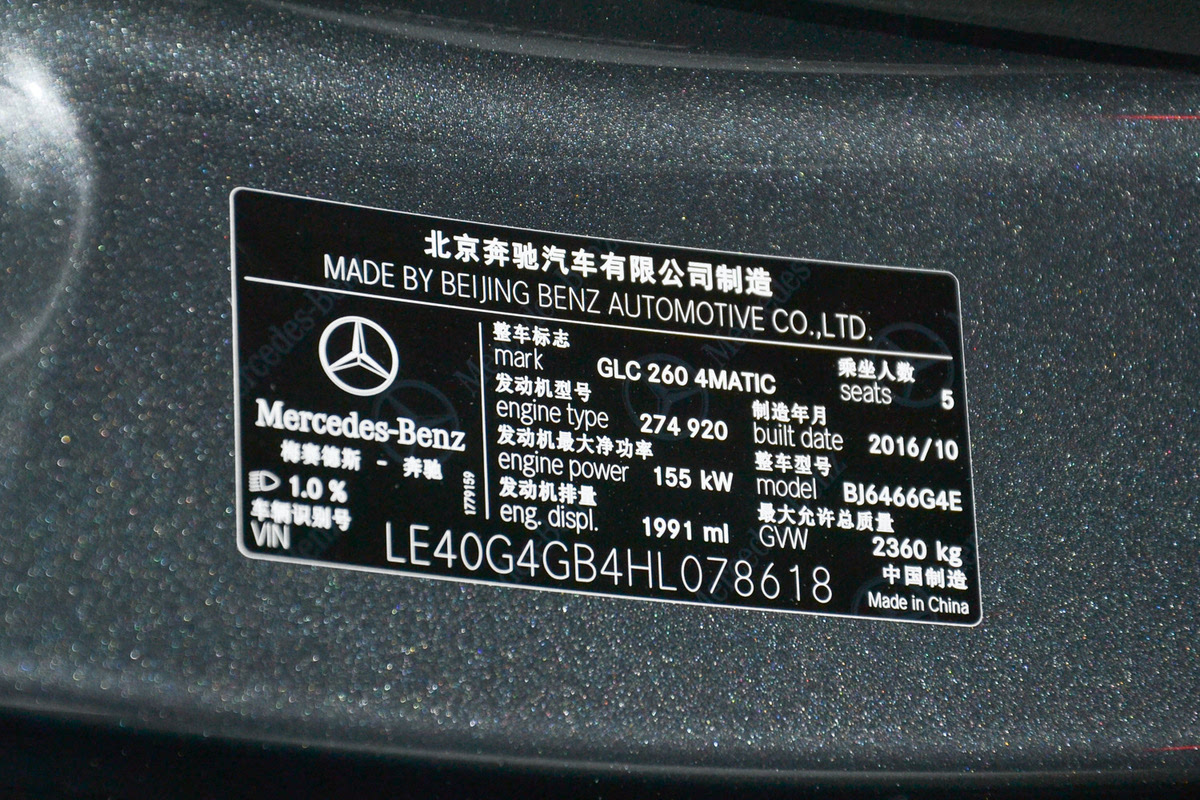 北京奔驰汽车有限公司制造
MADE BY BEIJING BENZ AUTOMOTIVE CO.,LTD.
Mercedes-Benz
梅赛德斯 - 奔驰
1.0 %
1779159
整车标志
mark GLC 260 4MATIC
乘坐人数
seats 5
发动机型号
engine type 274 920
制造年月
built date 2016/10
发动机最大净功率
engine power 155 kW
整车型号
model BJ6466G4E
发动机排量
eng. displ. 1991 ml
最大允许总质量
GVW 2360 kg
车辆识别号
VIN LE40G4GB4HL078618
中国制造
Made in China